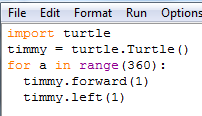 File Edit Format Run Options
import turtle
timmy = turtle.Turtle()
for a in range(360):
  timmy.forward(1)
  timmy.left(1)